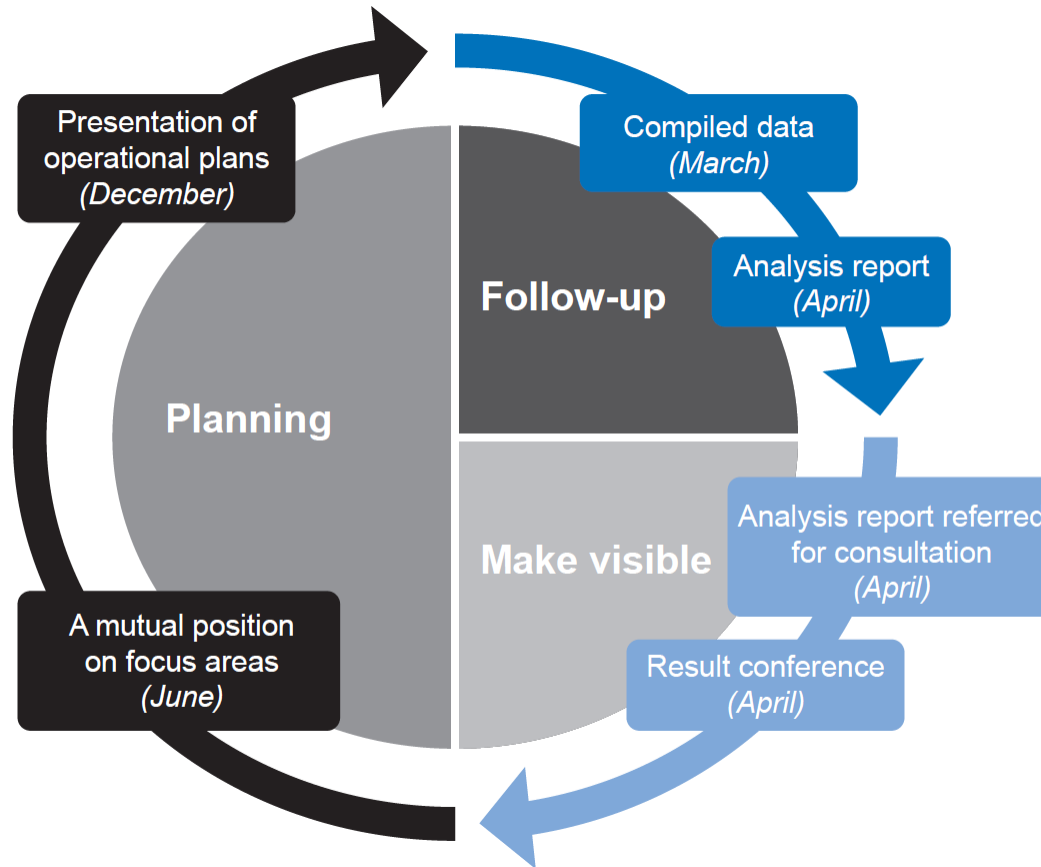 Presentation of
operational plans
(December)
Compiled data
(March)
Follow-up
Analysis report
(April)
Planning
Make visible
Analysis report referred
for consultation
(April)
A mutual position
on focus areas
(June)
Result conference
(April)